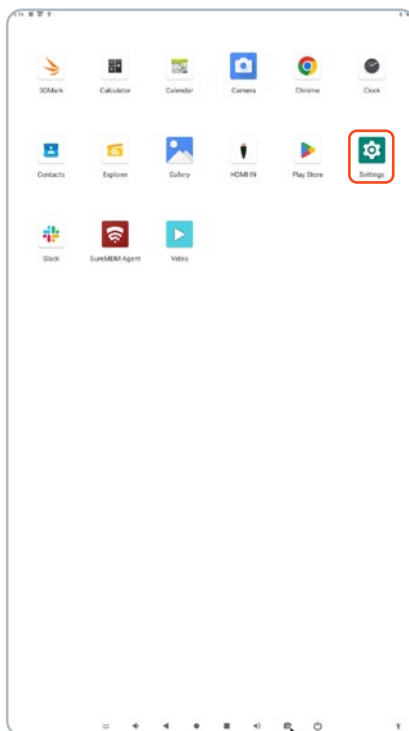 3DMark Calculator Calendar Camera Chrome Clock
Contacts Explorer Gallery HDMI IN Play Store Settings
Slack SureMDM Agent Video